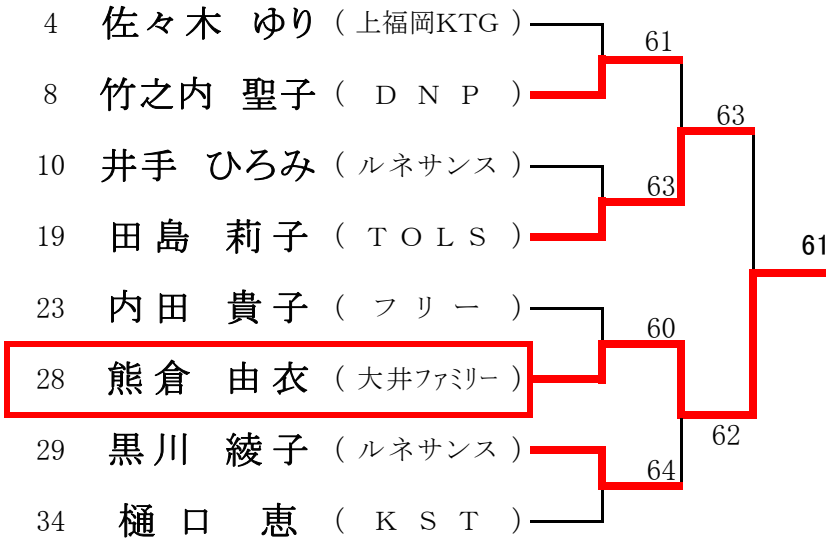 4 佐々木 ゆり ( 上福岡KTG )
61
8 竹之内 聖子 ( D N P )
63
10 井手 ひろみ ( ルネサンス )
63
19 田島 莉子 ( T O L S )
61
23 内田 貴子 ( フリー )
60
28 熊倉 由衣 ( 大井ファミリー )
62
29 黒川 綾子 ( ルネサンス )
64
34 樋口 恵 ( K S T )